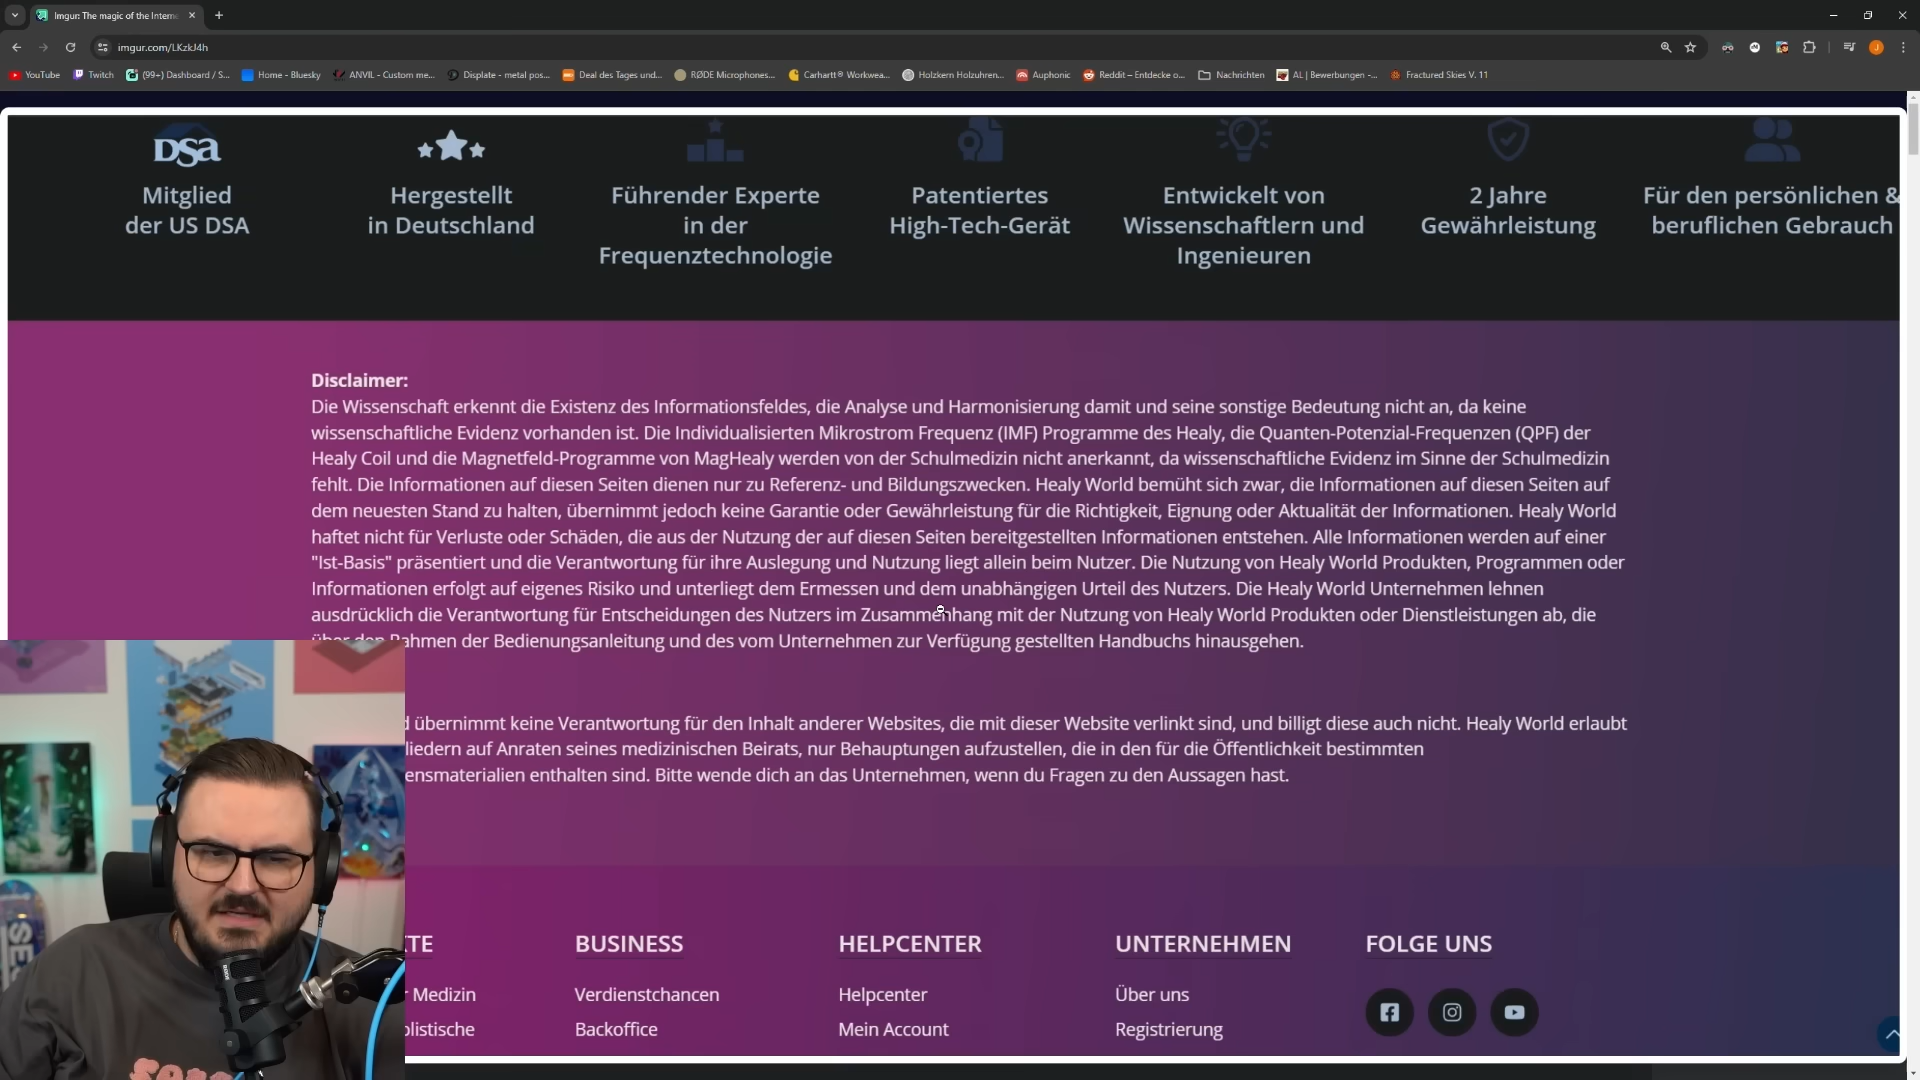 Imgur: The magic of the Interne
imgur.com/LKzkJ4h
YouTube
Twitch
(99+) Dashboard / S...
Home - Bluesky
ANVIL - Custom me...
Displate - metal pos...
Deal des Tages und...
RØDE Microphones...
Carhartt® Workwea...
Holzkern Holzuhren...
Auphonic
Reddit – Entdecke o...
Nachrichten
AL | Bewerbungen -...
Fractured Skies V. 11
DSA
Mitglied
der US DSA
Hergestellt
in Deutschland
Führender Experte
in der
Frequenztechnologie
Patentiertes
High-Tech-Gerät
Entwickelt von
Wissenschaftlern und
Ingenieuren
2 Jahre
Gewährleistung
Für den persönlichen &
beruflichen Gebrauch
Disclaimer:
Die Wissenschaft erkennt die Existenz des Informationsfeldes, die Analyse und Harmonisierung damit und seine sonstige Bedeutung nicht an, da keine
wissenschaftliche Evidenz vorhanden ist. Die Individualisierten Mikrostrom Frequenz (IMF) Programme des Healy, die Quanten-Potenzial-Frequenzen (QPF) der
Healy Coil und die Magnetfeld-Programme von MagHealy werden von der Schulmedizin nicht anerkannt, da wissenschaftliche Evidenz im Sinne der Schulmedizin
fehlt. Die Informationen auf diesen Seiten dienen nur zu Referenz- und Bildungszwecken. Healy World bemüht sich zwar, die Informationen auf diesen Seiten auf
dem neuesten Stand zu halten, übernimmt jedoch keine Garantie oder Gewährleistung für die Richtigkeit, Eignung oder Aktualität der Informationen. Healy World
haftet nicht für Verluste oder Schäden, die aus der Nutzung der auf diesen Seiten bereitgestellten Informationen entstehen. Alle Informationen werden auf einer
"Ist-Basis" präsentiert und die Verantwortung für ihre Auslegung und Nutzung liegt allein beim Nutzer. Die Nutzung von Healy World Produkten, Programmen oder
Informationen erfolgt auf eigenes Risiko und unterliegt dem Ermessen und dem unabhängigen Urteil des Nutzers. Die Healy World Unternehmen lehnen
ausdrücklich die Verantwortung für Entscheidungen des Nutzers im Zusammenhang mit der Nutzung von Healy World Produkten oder Dienstleistungen ab, die
über den Rahmen der Bedienungsanleitung und des vom Unternehmen zur Verfügung gestellten Handbuchs hinausgehen.
d übernimmt keine Verantwortung für den Inhalt anderer Websites, die mit dieser Website verlinkt sind, und billigt diese auch nicht. Healy World erlaubt
liedern auf Anraten seines medizinischen Beirats, nur Behauptungen aufzustellen, die in den für die Öffentlichkeit bestimmten
ensmaterialien enthalten sind. Bitte wende dich an das Unternehmen, wenn du Fragen zu den Aussagen hast.
TE
r Medizin
olistische
BUSINESS
Verdienstchancen
Backoffice
HELPCENTER
Helpcenter
Mein Account
UNTERNEHMEN
Über uns
Registrierung
FOLGE UNS